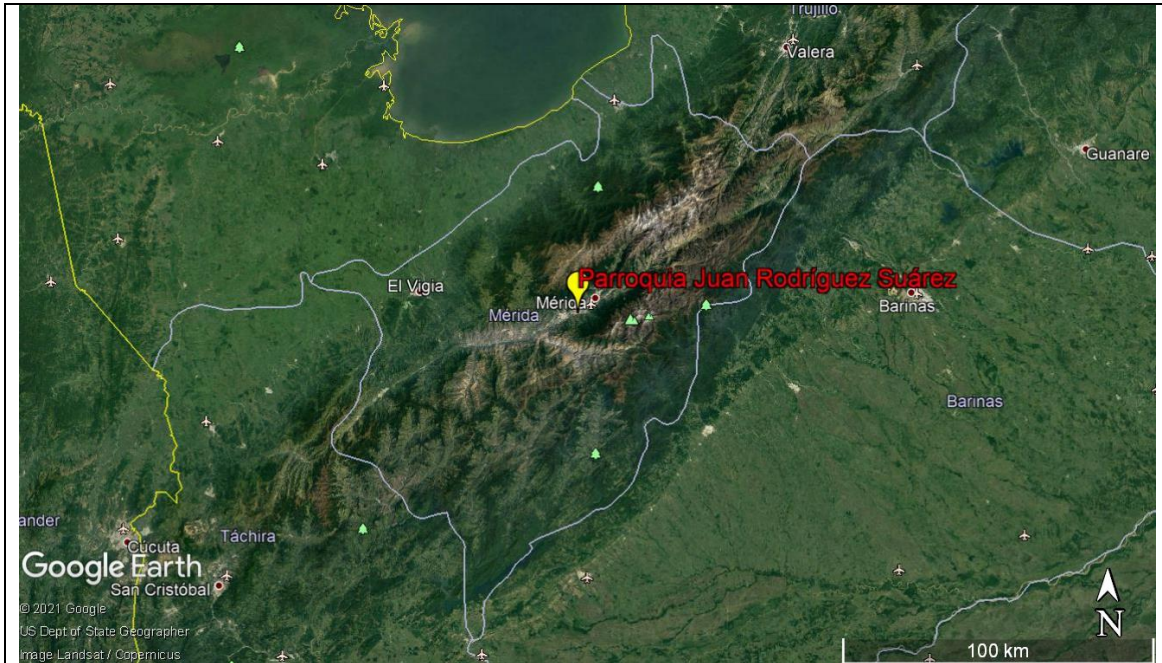 Trujillo
Valera
Guanare
El Vigia
Parroquia Juan Rodríguez Suárez
Mérida
Mérida
Barinas
Barinas
ander
Táchira
Cucuta
Google Earth
San Cristóbal
© 2021 Google
US Dept of State Geographer
Image Landsat / Copernicus
N
100 km